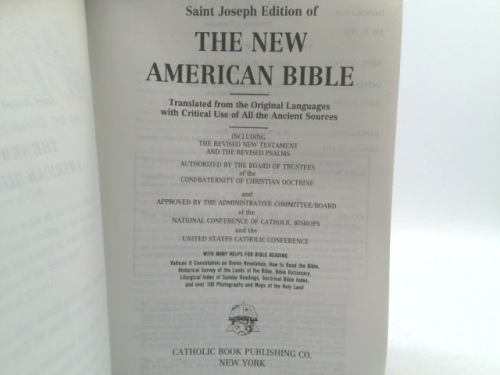 Saint Joseph Edition of
THE NEW
AMERICAN BIBLE
Translated from the Original Languages
with Critical Use of All the Ancient Sources
INCLUDING
THE REVISED NEW TESTAMENT
AND THE REVISED PSALMS
AUTHORIZED BY THE BOARD OF TRUSTEES
of the
CONFRATERNITY OF CHRISTIAN DOCTRINE
and
APPROVED BY THE ADMINISTRATIVE COMMITTEE/BOARD
of the
NATIONAL CONFERENCE OF CATHOLIC BISHOPS
and the
UNITED STATES CATHOLIC CONFERENCE
WITH MANY HELPS FOR BIBLE READING
Vatican II Constitution on Divine Revelation, How to Read the Bible,
Historical Survey of the Lands of the Bible, Bible Dictionary,
Liturgical Index of Sunday Readings, Doctrinal Bible Index,
and over 100 Photographs and Maps of the Holy Land
CATHOLIC BOOK PUBLISHING CO.
NEW YORK